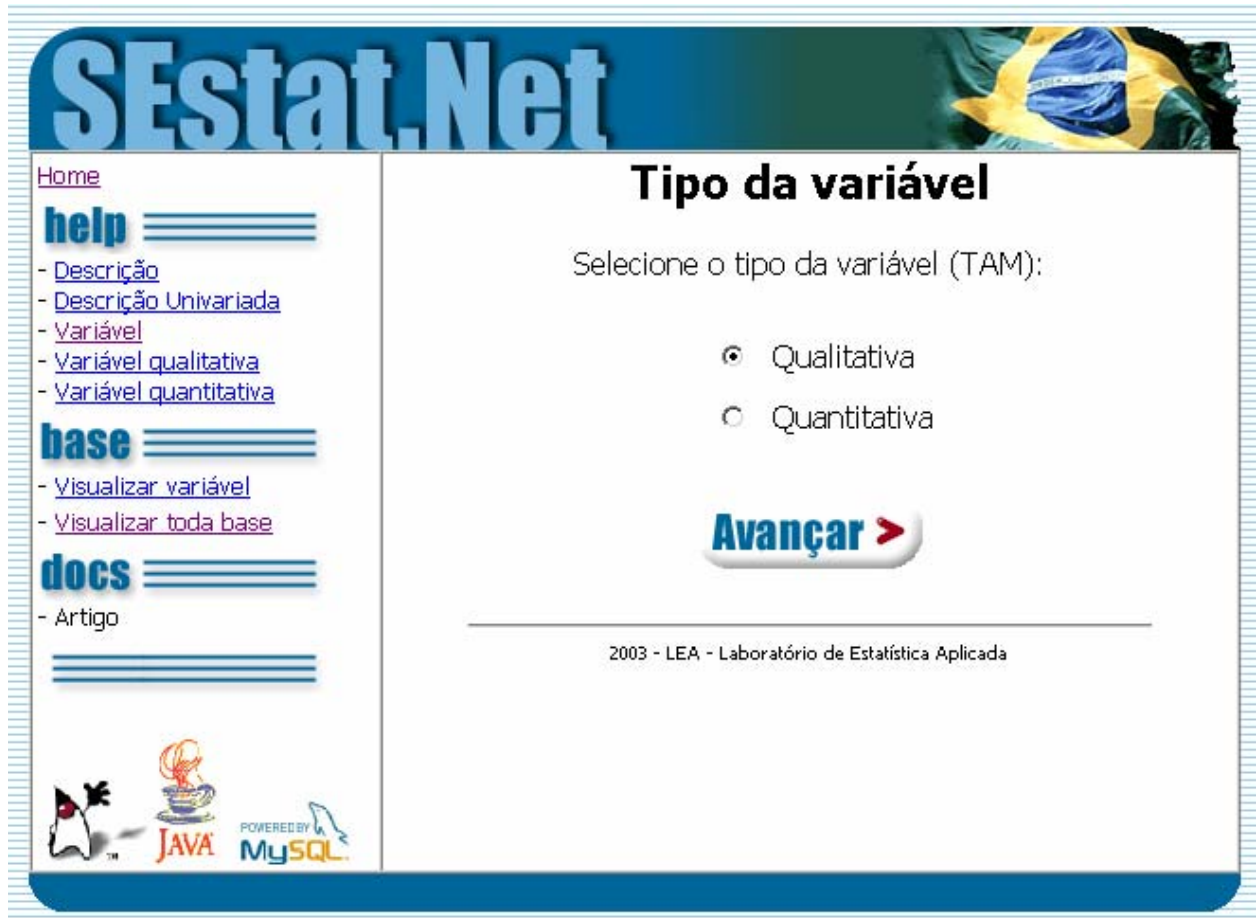 SEstat.Net
Home
help
- Descrição
- Descrição Univariada
- Variável
- Variável qualitativa
- Variável quantitativa
base
- Visualizar variável
- Visualizar toda base
docs
- Artigo
TM
JAVA
POWERED BY
MySQL
Tipo da variável
Selecione o tipo da variável (TAM):
Qualitativa
Quantitativa
Avançar >
2003 - LEA - Laboratório de Estatística Aplicada